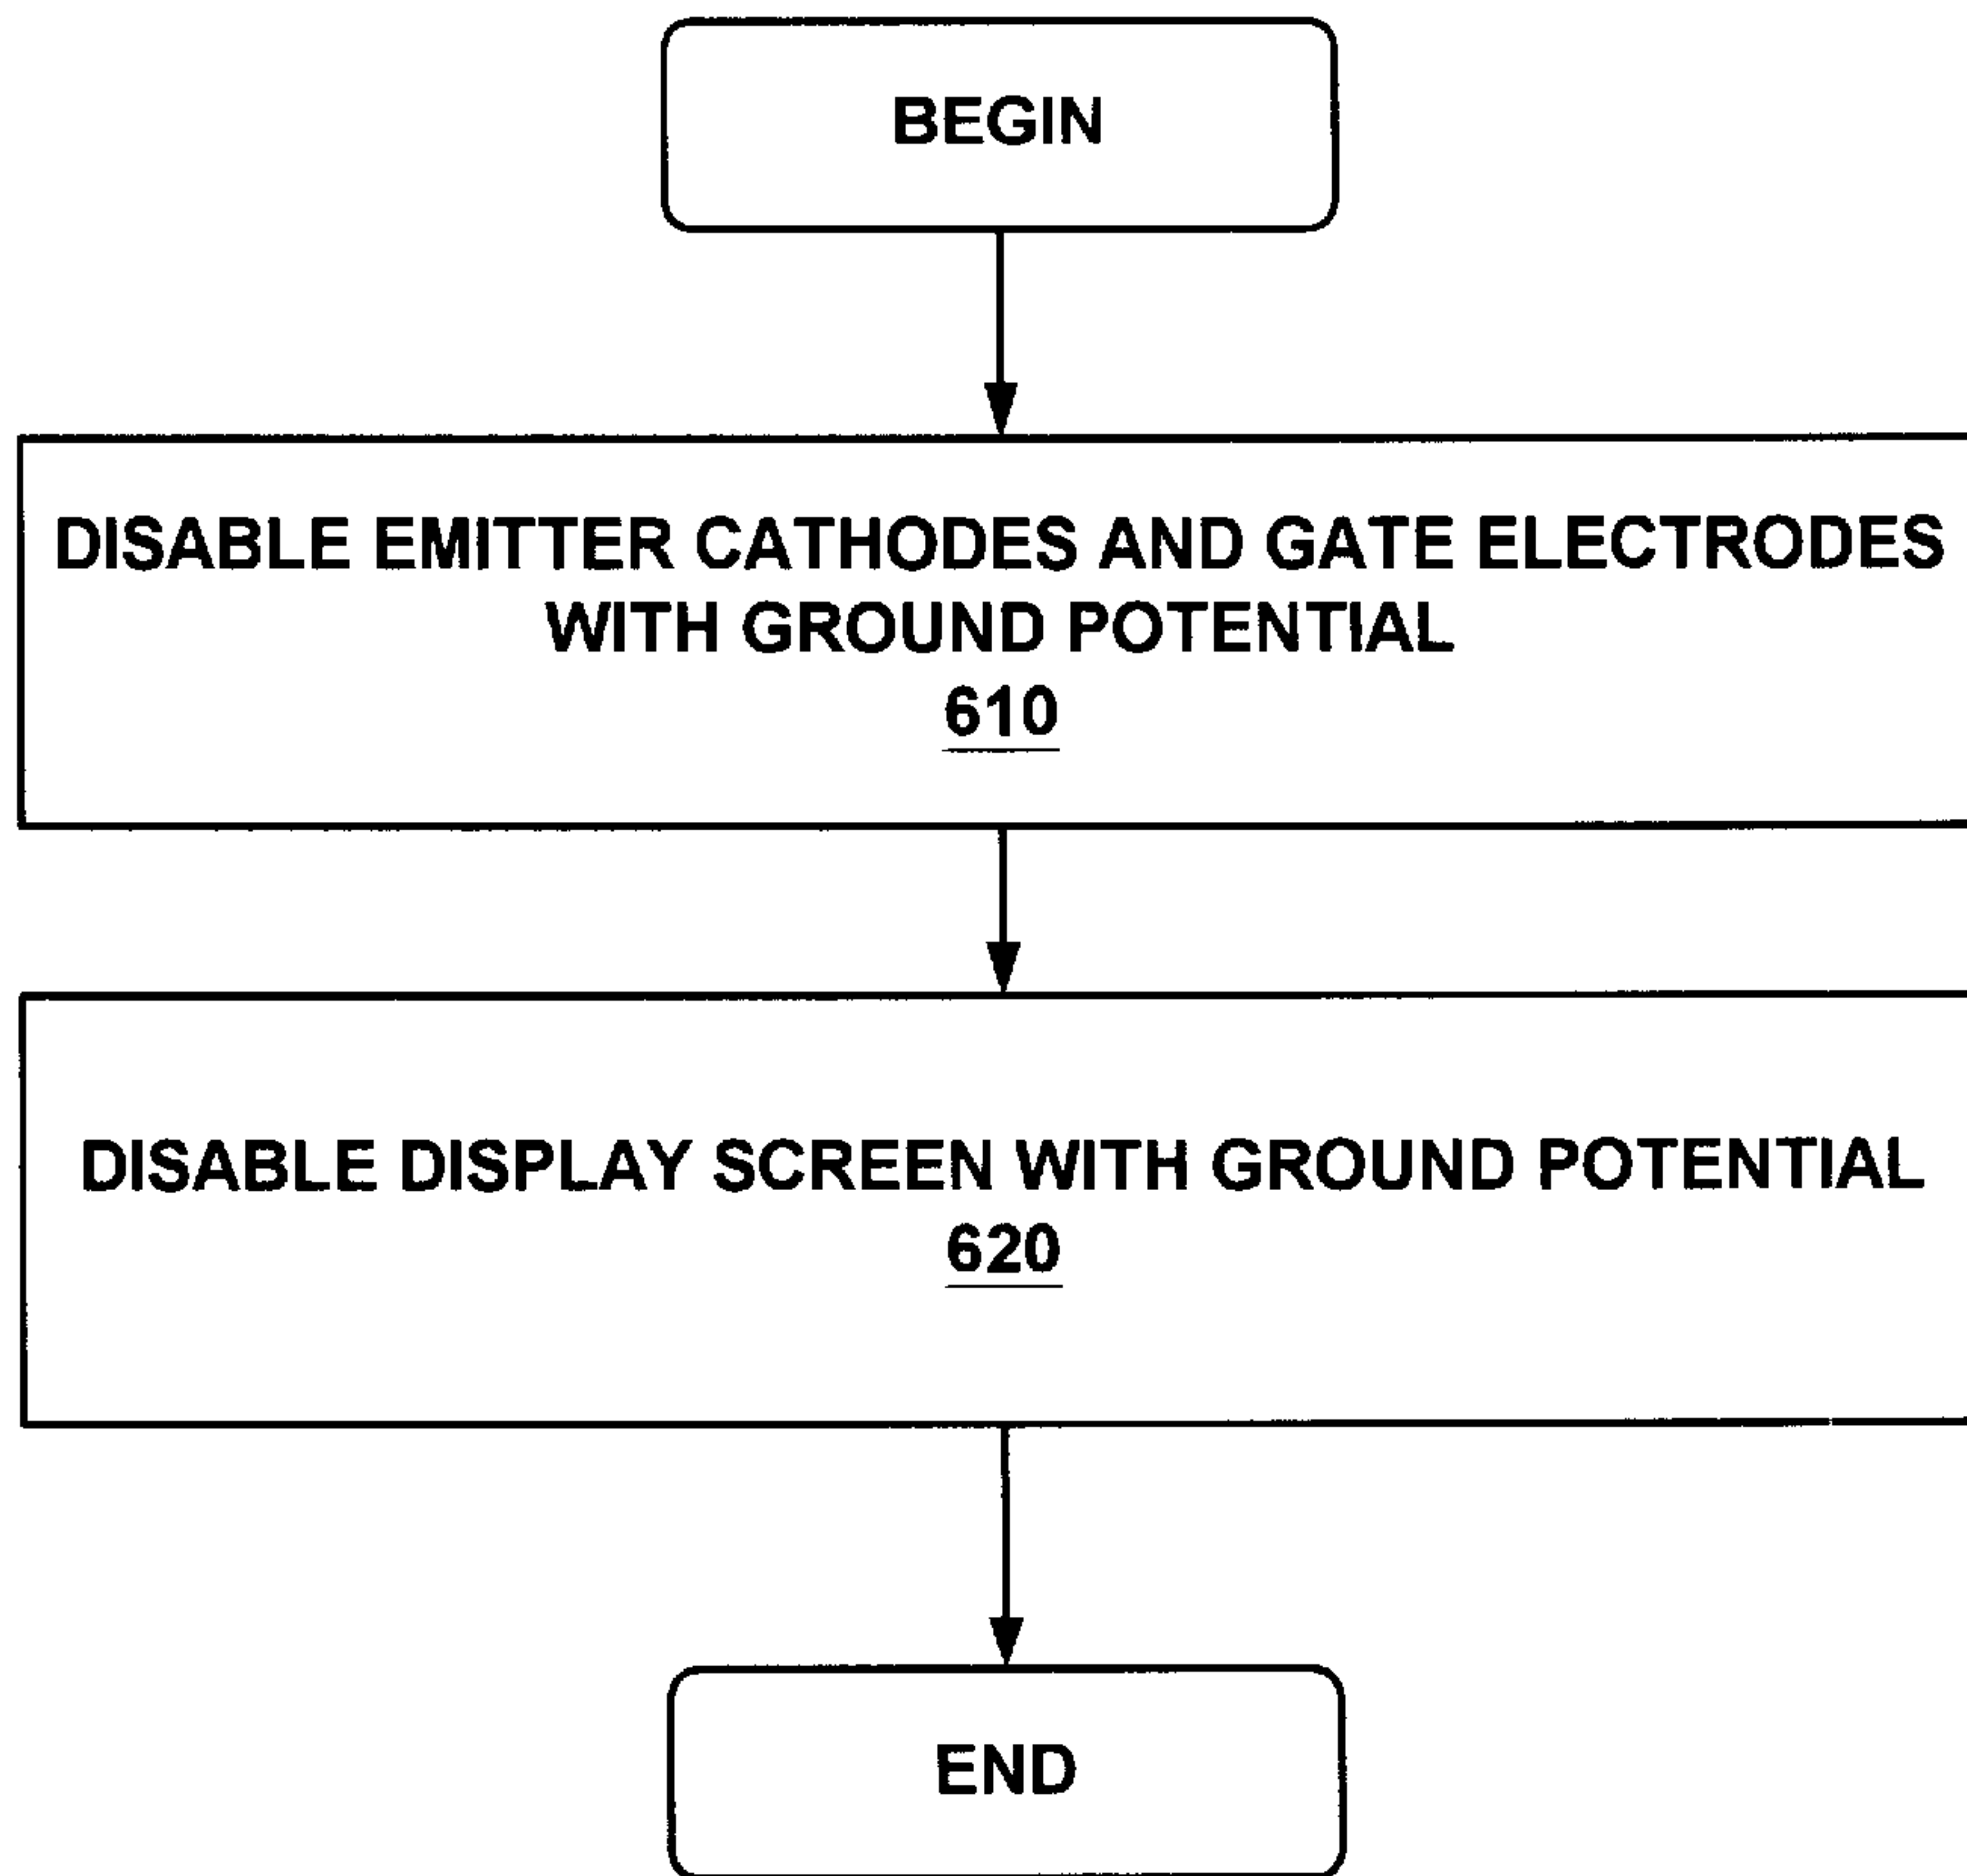 BEGIN
DISABLE EMITTER CATHODES AND GATE ELECTRODES
WITH GROUND POTENTIAL
610
DISABLE DISPLAY SCREEN WITH GROUND POTENTIAL
620
END